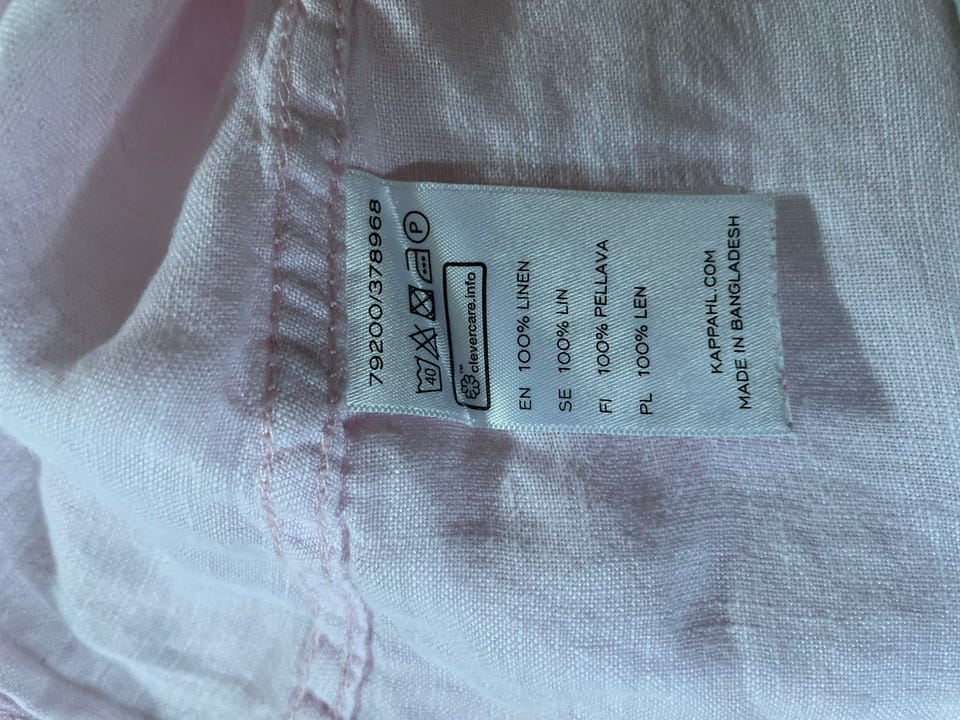 79200/378968
40 P
clevercare.info
EN 100% LINEN
SE 100% LIN
FI 100% PELLAVA
PL 100% LEN
KAPPAHL.COM
MADE IN BANGLADESH